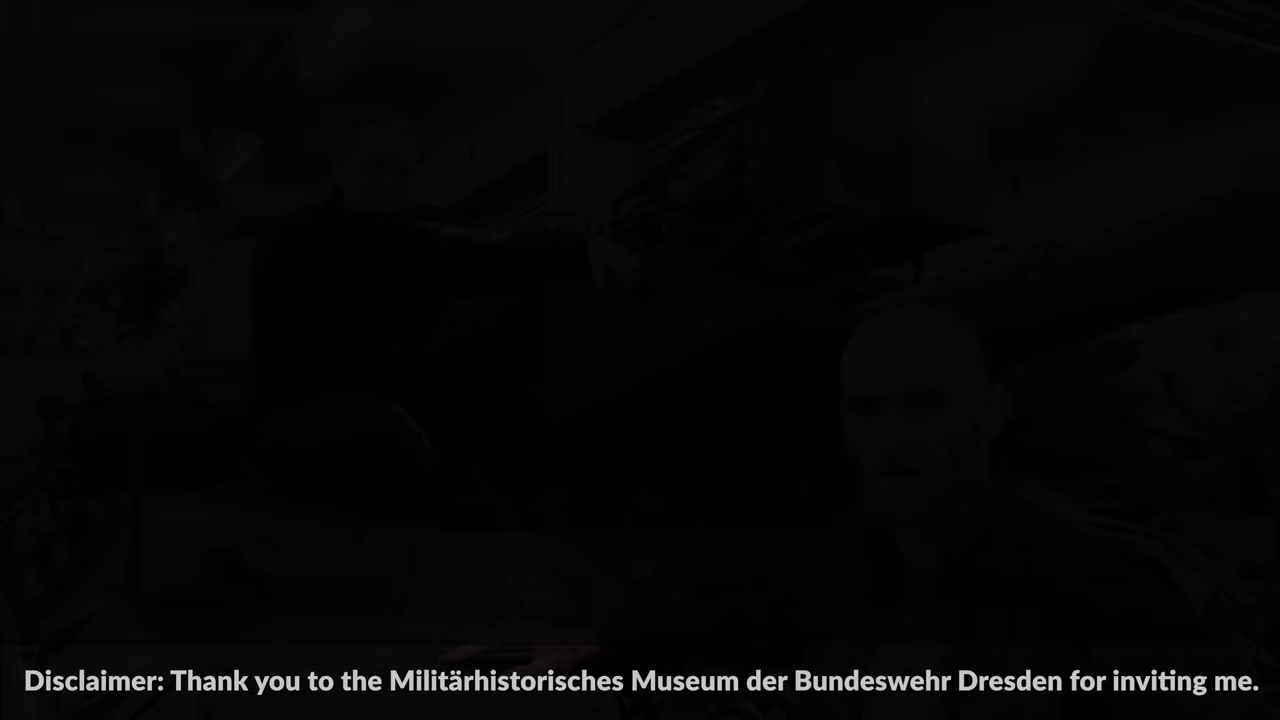 Disclaimer: Thank you to the Militärhistorisches Museum der Bundeswehr Dresden for inviting me.